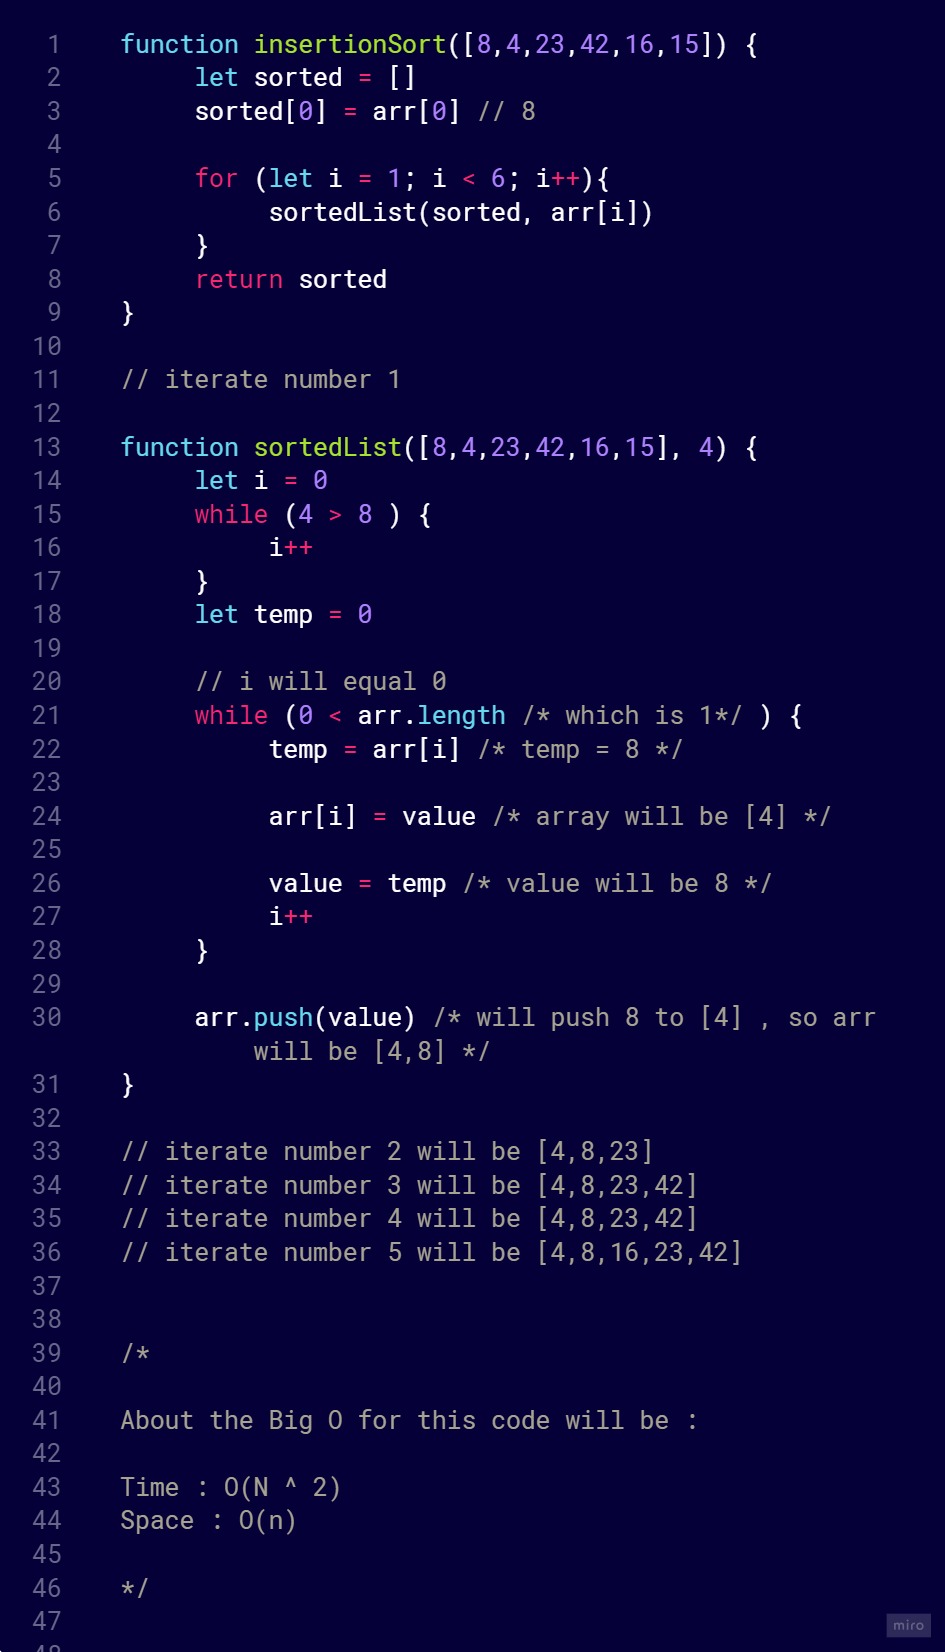 1 function insertionSort([8,4,23,42,16,15]) {
2 let sorted = []
3 sorted[0] = arr[0] // 8
4
5 for (let i = 1; i < 6; i++){
6 sortedList(sorted, arr[i])
7 }
8 return sorted
9 }
10
11 // iterate number 1
12
13 function sortedList([8,4,23,42,16,15], 4) {
14 let i = 0
15 while (4 > 8 ) {
16 i++
17 }
18 let temp = 0
19
20 // i will equal 0
21 while (0 < arr.length /* which is 1*/ ) {
22 temp = arr[i] /* temp = 8 */
23
24 arr[i] = value /* array will be [4] */
25
26 value = temp /* value will be 8 */
27 i++
28 }
29
30 arr.push(value) /* will push 8 to [4] , so arr
will be [4,8] */
31 }
32
33 // iterate number 2 will be [4,8,23]
34 // iterate number 3 will be [4,8,23,42]
35 // iterate number 4 will be [4,8,23,42]
36 // iterate number 5 will be [4,8,16,23,42]
37
38
39 /*
40
41 About the Big O for this code will be :
42
43 Time : O(N ^ 2)
44 Space : O(n)
45
46 */
47
miro